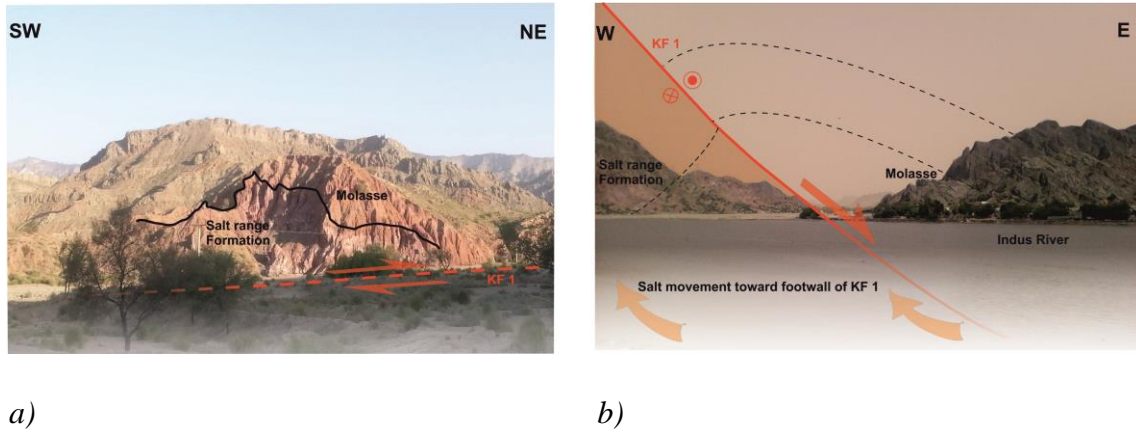 SW
NE
Molasse
Salt range
Formation
KF 1
a)
W
E
KF 1
Salt range
Formation
Molasse
Indus River
Salt movement toward footwall of KF 1
b)